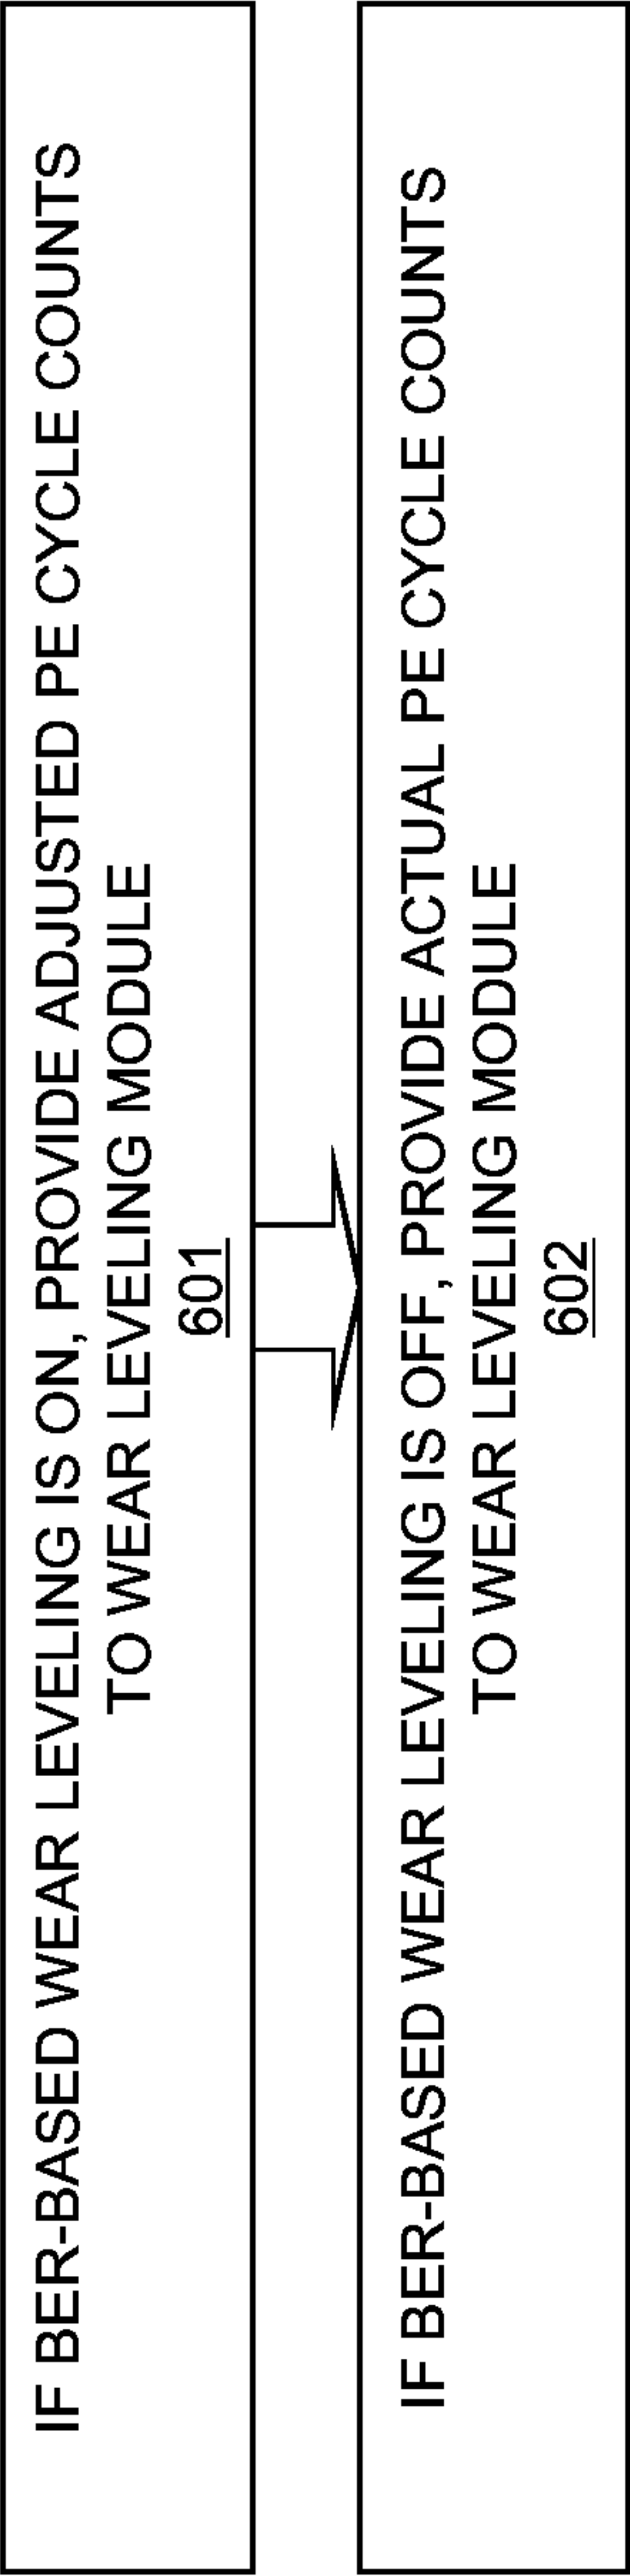 IF BER-BASED WEAR LEVELING IS ON, PROVIDE ADJUSTED PE CYCLE COUNTS
TO WEAR LEVELING MODULE
601
IF BER-BASED WEAR LEVELING IS OFF, PROVIDE ACTUAL PE CYCLE COUNTS
TO WEAR LEVELING MODULE
602